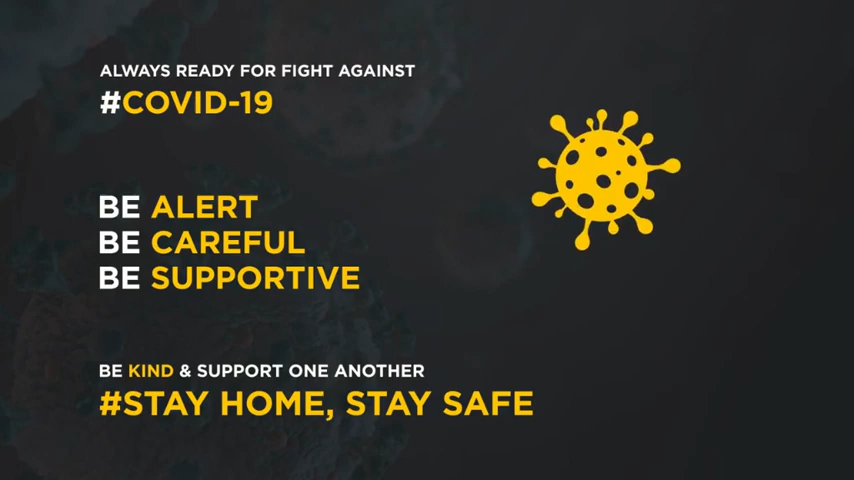 ALWAYS READY FOR FIGHT AGAINST
#COVID-19
BE ALERT
BE CAREFUL
BE SUPPORTIVE
BE KIND & SUPPORT ONE ANOTHER
#STAY HOME, STAY SAFE